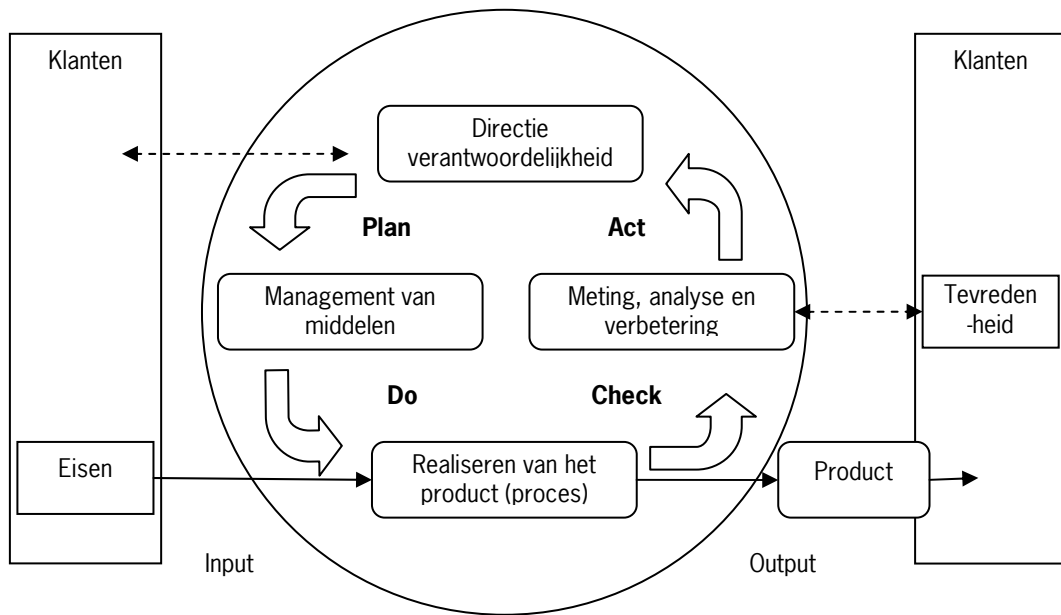 Klanten
Klanten
Directie
verantwoordelijkheid
Plan
Act
Management van
middelen
Meting, analyse en
verbetering
Tevreden
-heid
Do
Check
Eisen
Realiseren van het
product (proces)
Product
Input
Output